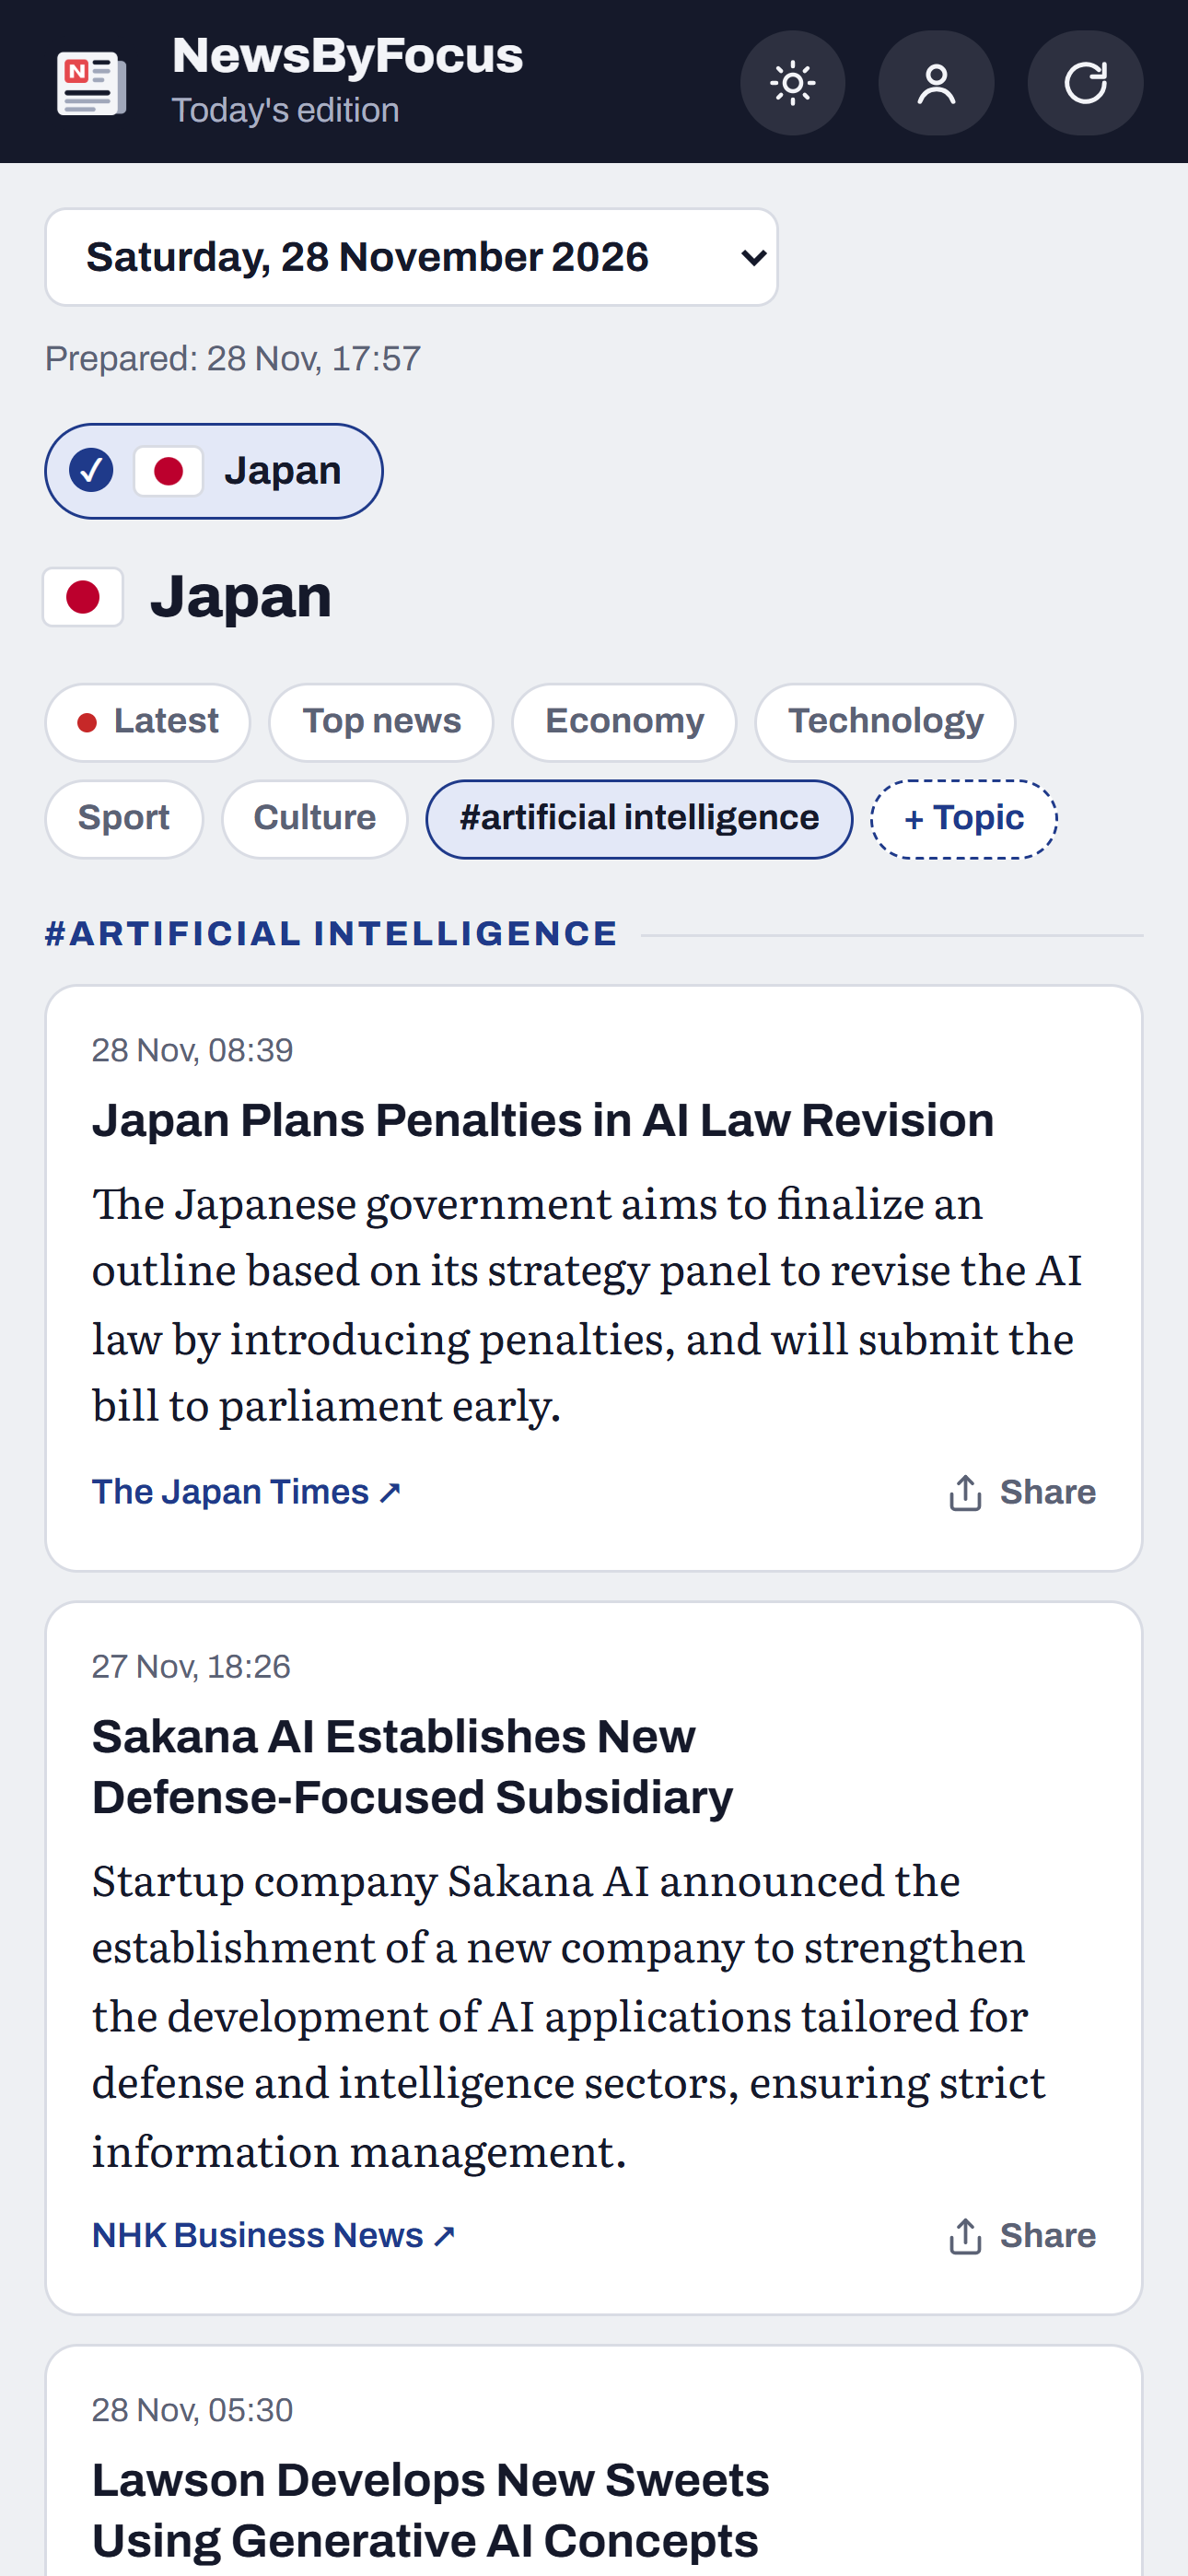 NewsByFocus
Today's edition
Saturday, 28 November 2026
Prepared: 28 Nov, 17:57
Japan
Japan
Latest
Top news
Economy
Technology
Sport
Culture
#artificial intelligence
+ Topic
#ARTIFICIAL INTELLIGENCE
28 Nov, 08:39
Japan Plans Penalties in AI Law Revision
The Japanese government aims to finalize an
outline based on its strategy panel to revise the AI
law by introducing penalties, and will submit the
bill to parliament early.
The Japan Times ↗
Share
27 Nov, 18:26
Sakana AI Establishes New
Defense-Focused Subsidiary
Startup company Sakana AI announced the
establishment of a new company to strengthen
the development of AI applications tailored for
defense and intelligence sectors, ensuring strict
information management.
NHK Business News ↗
Share
28 Nov, 05:30
Lawson Develops New Sweets
Using Generative AI Concepts